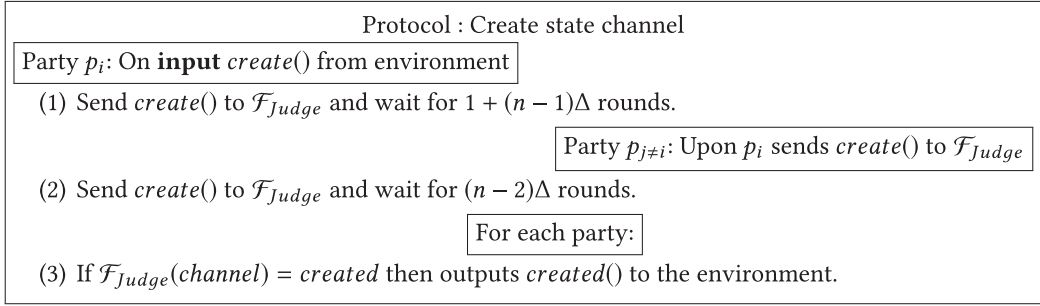 Protocol : Create state channel
Party pᵢ: On input create() from environment
(1) Send create() to ℱ_Judge and wait for 1 + (n − 1)Δ rounds.
Party p_{j≠i}: Upon pᵢ sends create() to ℱ_Judge
(2) Send create() to ℱ_Judge and wait for (n − 2)Δ rounds.
For each party:
(3) If ℱ_Judge(channel) = created then outputs created() to the environment.